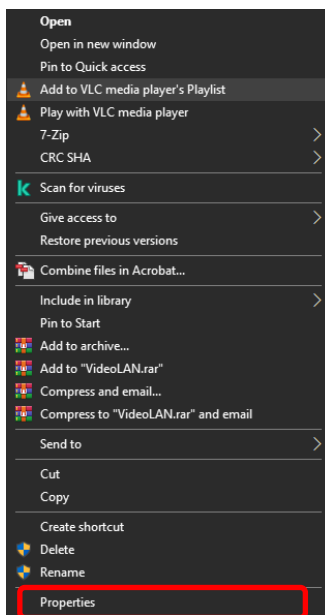 Open
Open in new window
Pin to Quick access
Add to VLC media player's Playlist
Play with VLC media player
7-Zip
CRC SHA
Scan for viruses
Give access to
Restore previous versions
Combine files in Acrobat...
Include in library
Pin to Start
Add to archive...
Add to "VideoLAN.rar"
Compress and email...
Compress to "VideoLAN.rar" and email
Send to
Cut
Copy
Create shortcut
Delete
Rename
Properties